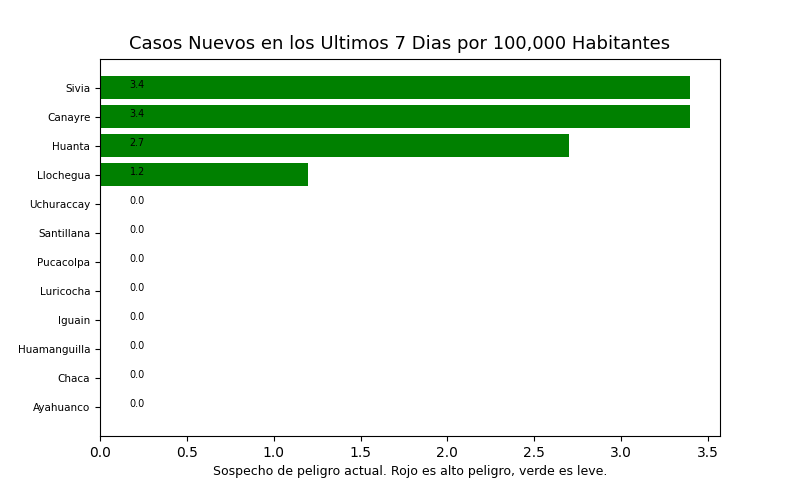 Casos Nuevos en los Ultimos 7 Dias por 100,000 Habitantes
Sivia 3.4
Canayre 3.4
Huanta 2.7
Llochegua 1.2
Uchuraccay 0.0
Santillana 0.0
Pucacolpa 0.0
Luricocha 0.0
Iguain 0.0
Huamanguilla 0.0
Chaca 0.0
Ayahuanco 0.0
0.0 0.5 1.0 1.5 2.0 2.5 3.0 3.5
Sospecho de peligro actual. Rojo es alto peligro, verde es leve.